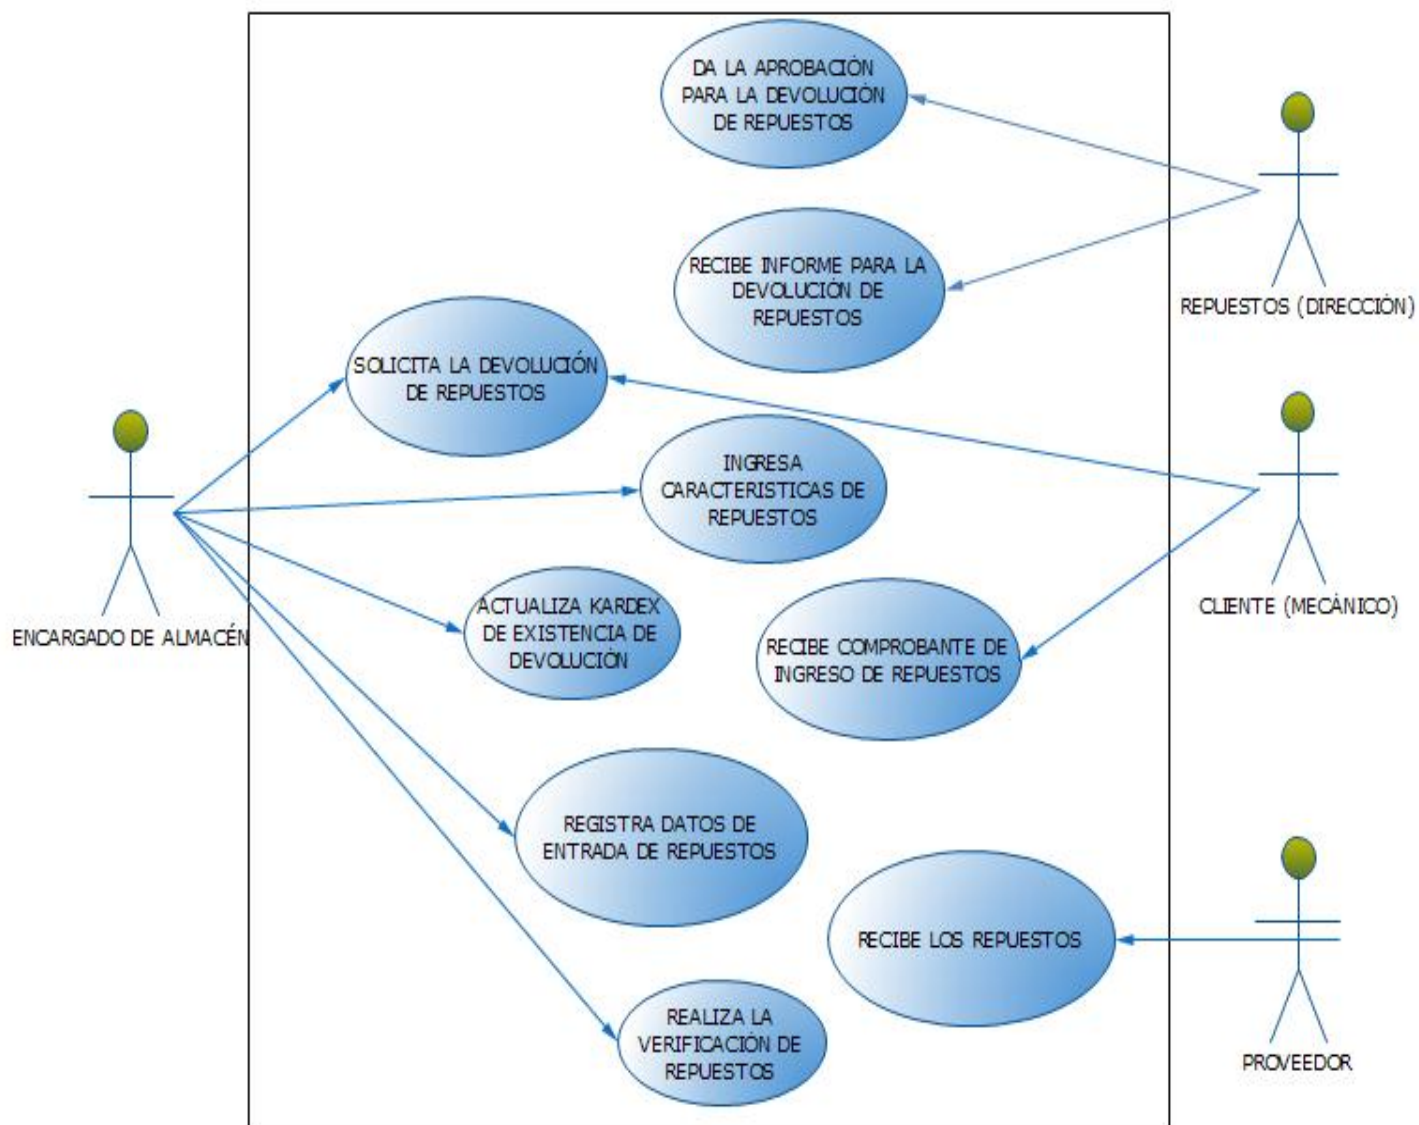 DA LA APROBACIÓN
PARA LA DEVOLUCIÓN
DE REPUESTOS
RECIBE INFORME PARA LA
DEVOLUCIÓN DE
REPUESTOS
REPUESTOS (DIRECCIÓN)
SOLICITA LA DEVOLUCIÓN
DE REPUESTOS
INGRESA
CARACTERISTICAS DE
REPUESTOS
ENCARGADO DE ALMACÉN
ACTUALIZA KARDEX
DE EXISTENCIA DE
DEVOLUCIÓN
CLIENTE (MECÁNICO)
RECIBE COMPROBANTE DE
INGRESO DE REPUESTOS
REGISTRA DATOS DE
ENTRADA DE REPUESTOS
RECIBE LOS REPUESTOS
REALIZA LA
VERIFICACIÓN DE
REPUESTOS
PROVEEDOR